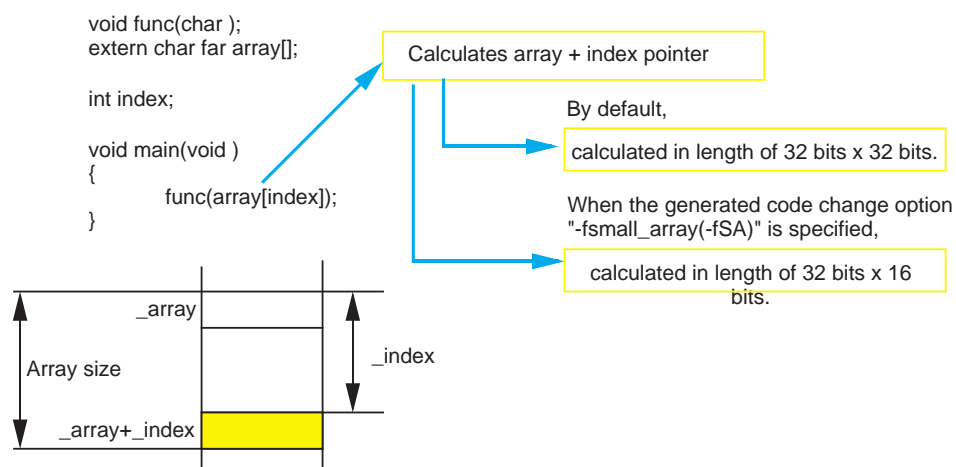 void func(char );
extern char far array[];
int index;
void main(void )
{
func(array[index]);
}
Calculates array + index pointer
By default,
calculated in length of 32 bits x 32 bits.
When the generated code change option
"-fsmall_array(-fSA)" is specified,
calculated in length of 32 bits x 16
bits.
_array
_index
Array size
_array+_index